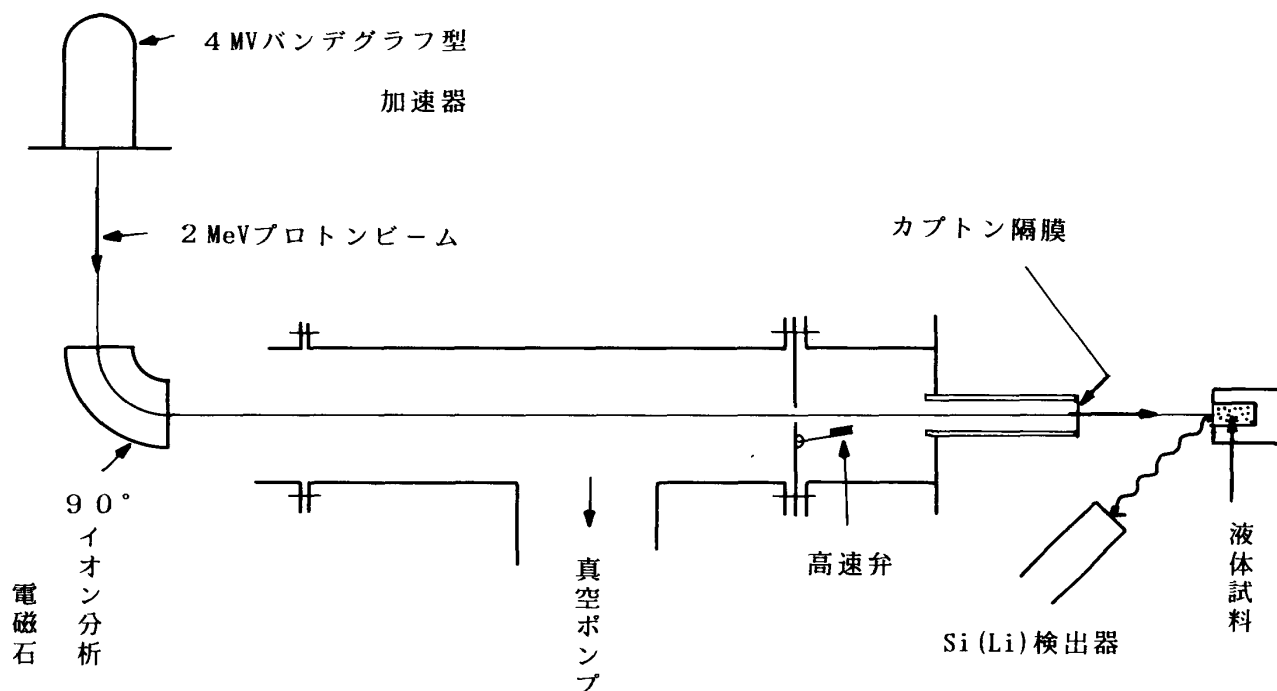 4MVバンデグラフ型
加速器
2MeVプロトンビーム
カプトン隔膜
90°
イオン分析
電磁石
真空ポンプ
高速弁
Si(Li)検出器
液体試料